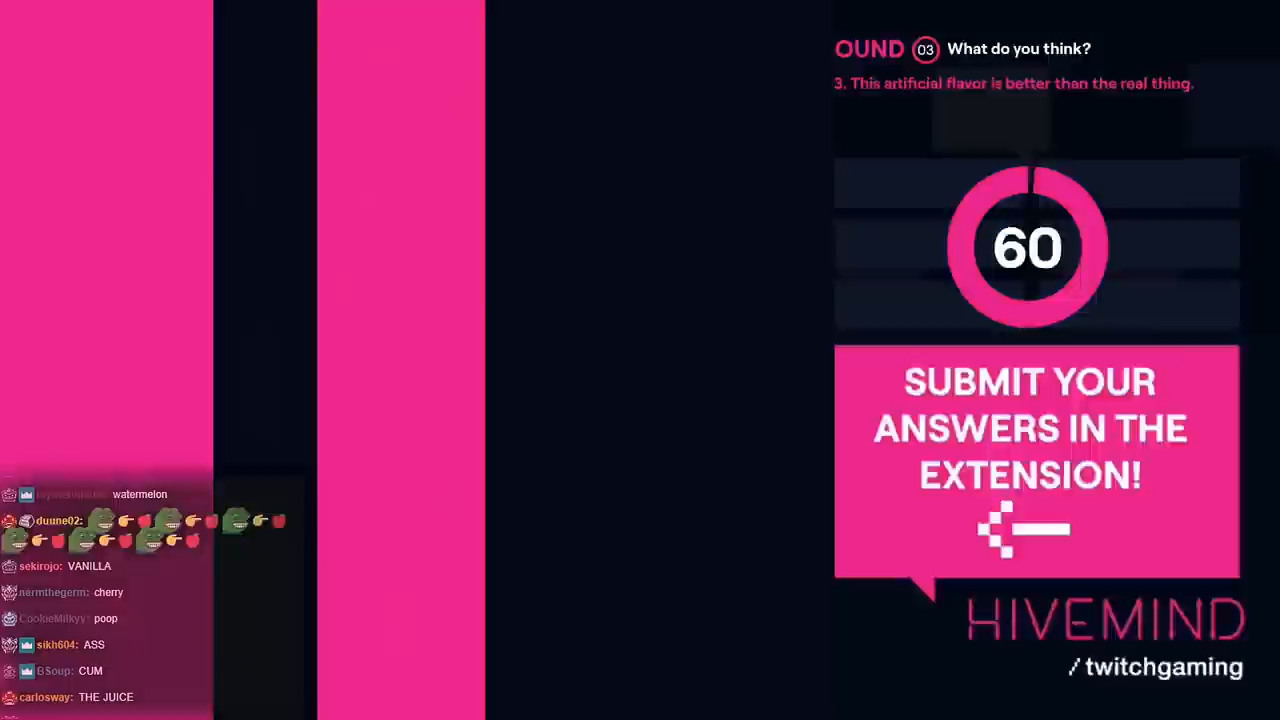 OUND 03 What do you think?
3. This artificial flavor is better than the real thing.
60
SUBMIT YOUR
ANSWERS IN THE
EXTENSION!
HIVEMIND
/twitchgaming
watermelon
duune02:
sekirojo: VANILLA
nermthegerm: cherry
CookieMilkyy: poop
sikh604: ASS
BSoup: CUM
carlosway: THE JUICE